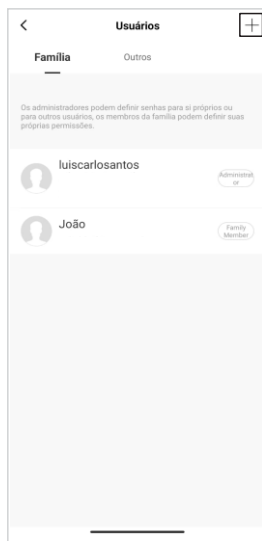 Usuários
Família Outros
Os administradores podem definir senhas para si próprios ou
para outros usuários, os membros da família podem definir suas
próprias permissões.
luiscarlosantos
Administrat
or
João
Family
Member